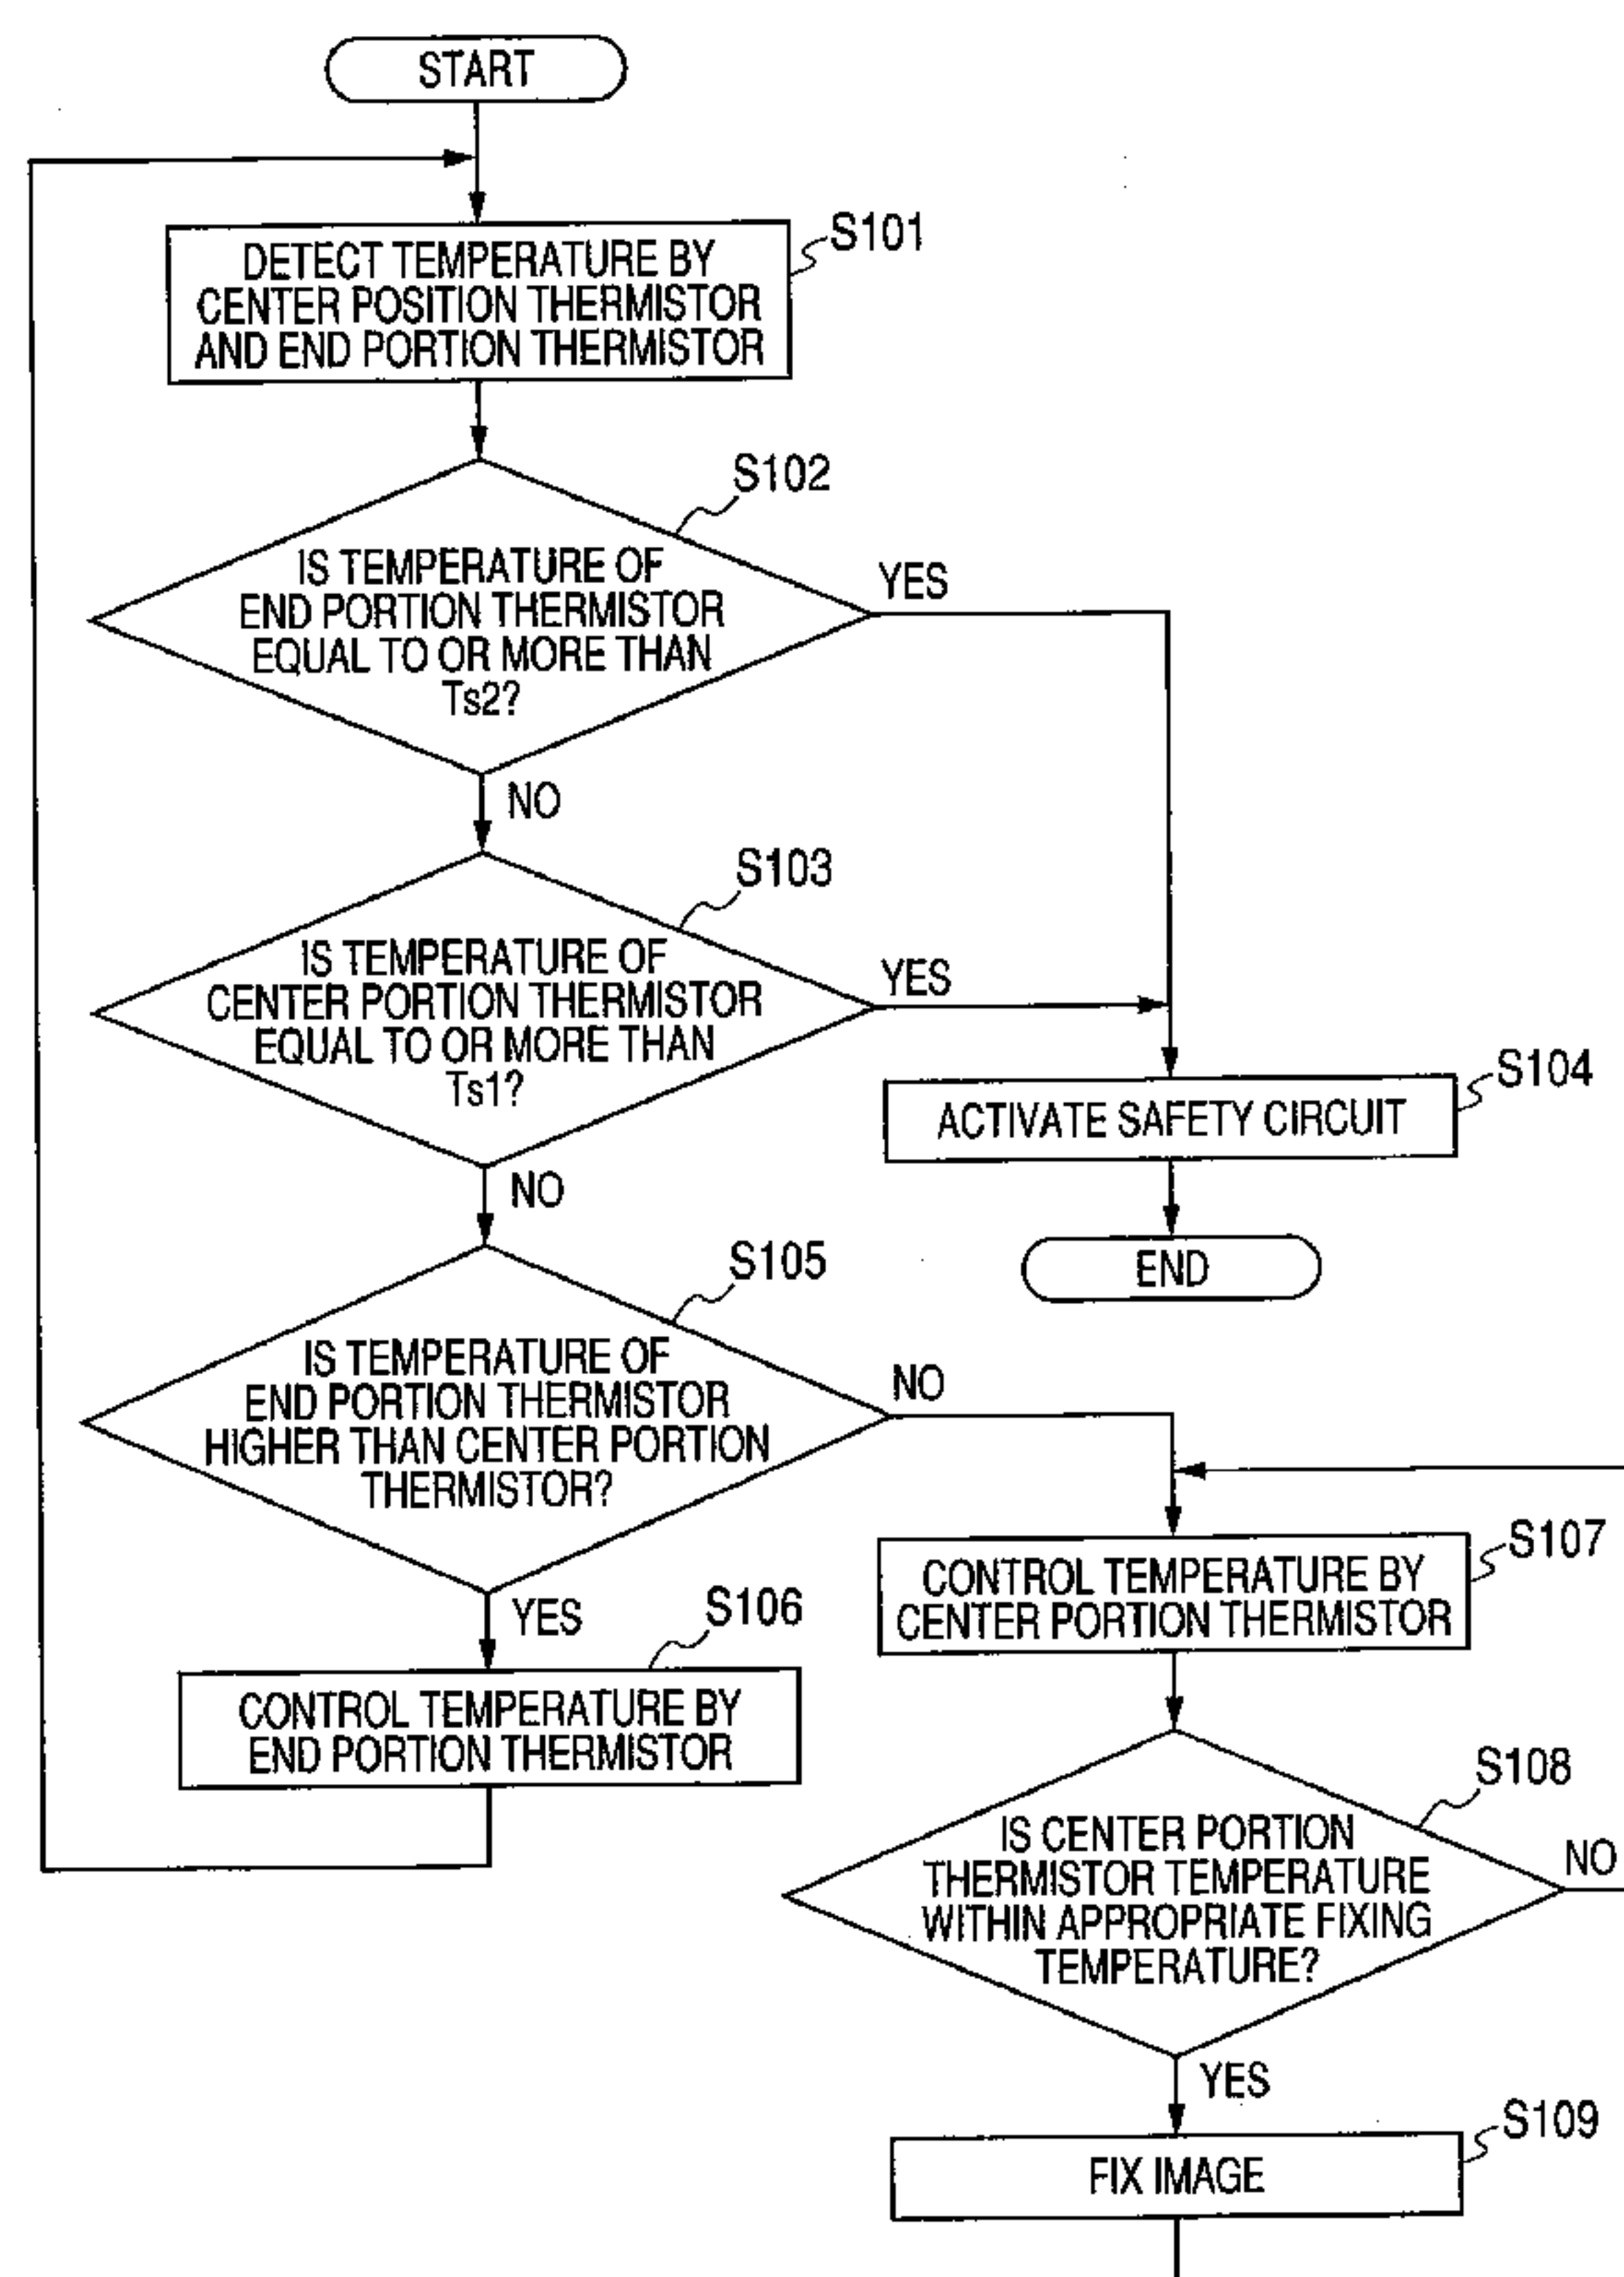 START
S101
DETECT TEMPERATURE BY
CENTER POSITION THERMISTOR
AND END PORTION THERMISTOR
S102
IS TEMPERATURE OF
END PORTION THERMISTOR
EQUAL TO OR MORE THAN
Ts2?
YES
NO
S103
IS TEMPERATURE OF
CENTER PORTION THERMISTOR
EQUAL TO OR MORE THAN
Ts1?
YES
NO
S104
ACTIVATE SAFETY CIRCUIT
END
S105
IS TEMPERATURE OF
END PORTION THERMISTOR
HIGHER THAN CENTER PORTION
THERMISTOR?
NO
YES
S106
CONTROL TEMPERATURE BY
END PORTION THERMISTOR
S107
CONTROL TEMPERATURE BY
CENTER PORTION THERMISTOR
S108
IS CENTER PORTION
THERMISTOR TEMPERATURE
WITHIN APPROPRIATE FIXING
TEMPERATURE?
NO
YES
S109
FIX IMAGE